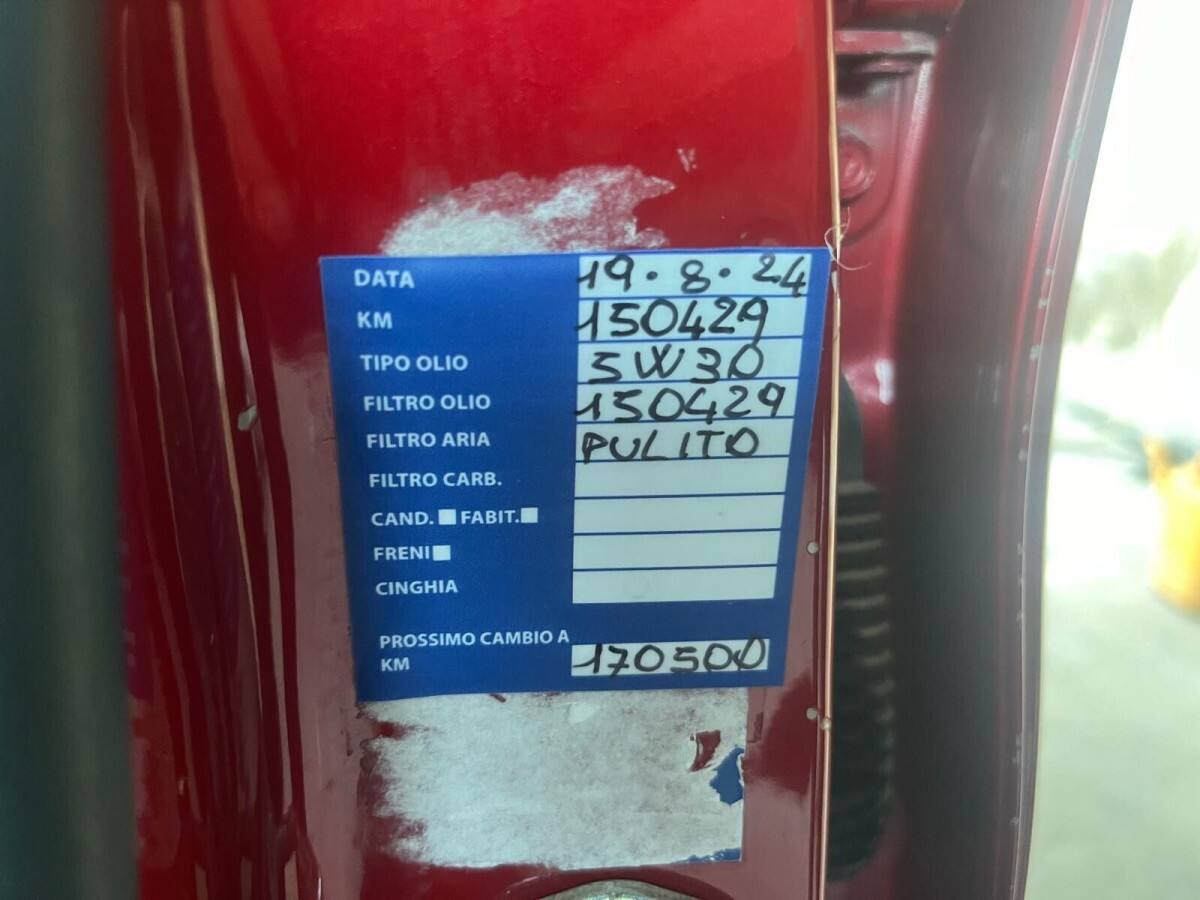 DATA 19.8.24
KM 150429
TIPO OLIO 5W30
FILTRO OLIO 150429
FILTRO ARIA PULITO
FILTRO CARB.
CAND. FABIT.
FRENI
CINGHIA
PROSSIMO CAMBIO A
KM 170500